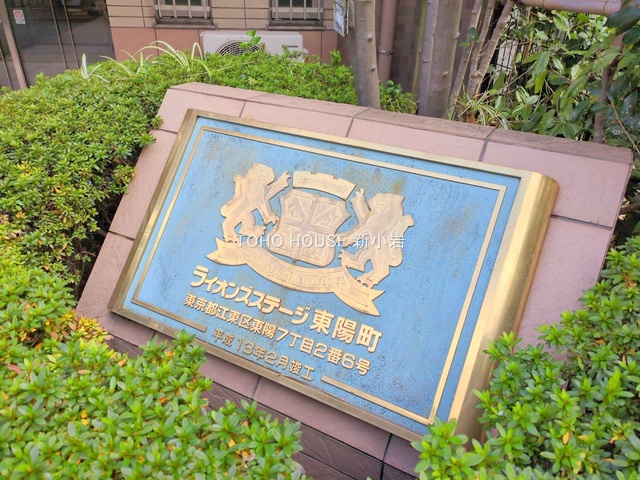 TOHO HOUSE 新小岩
ライオンズステージ東陽町
東京都江東区東陽7丁目2番6号
平成13年2月竣工